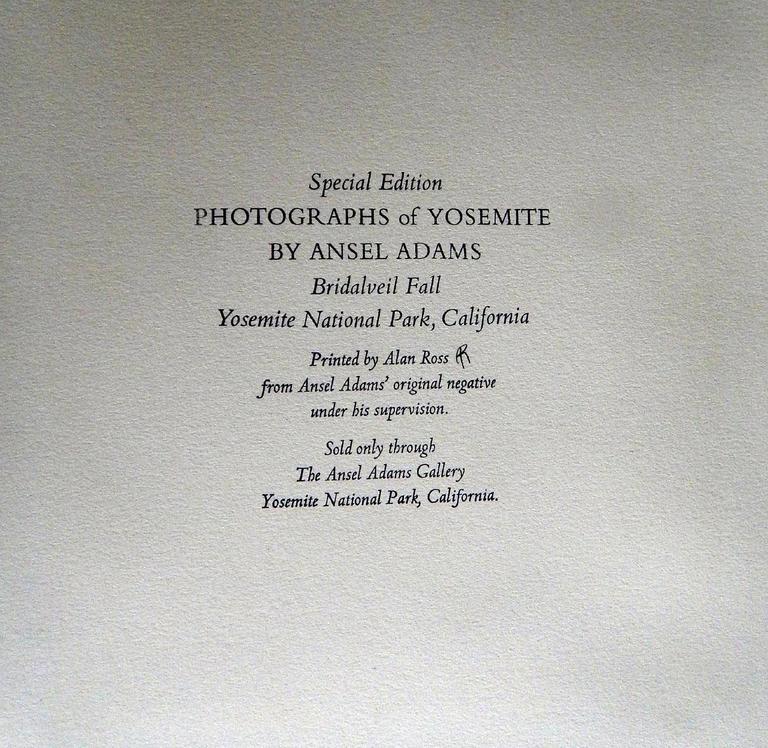 Special Edition
PHOTOGRAPHS of YOSEMITE
BY ANSEL ADAMS
Bridalveil Fall
Yosemite National Park, California
Printed by Alan Ross AR
from Ansel Adams' original negative
under his supervision.
Sold only through
The Ansel Adams Gallery
Yosemite National Park, California.